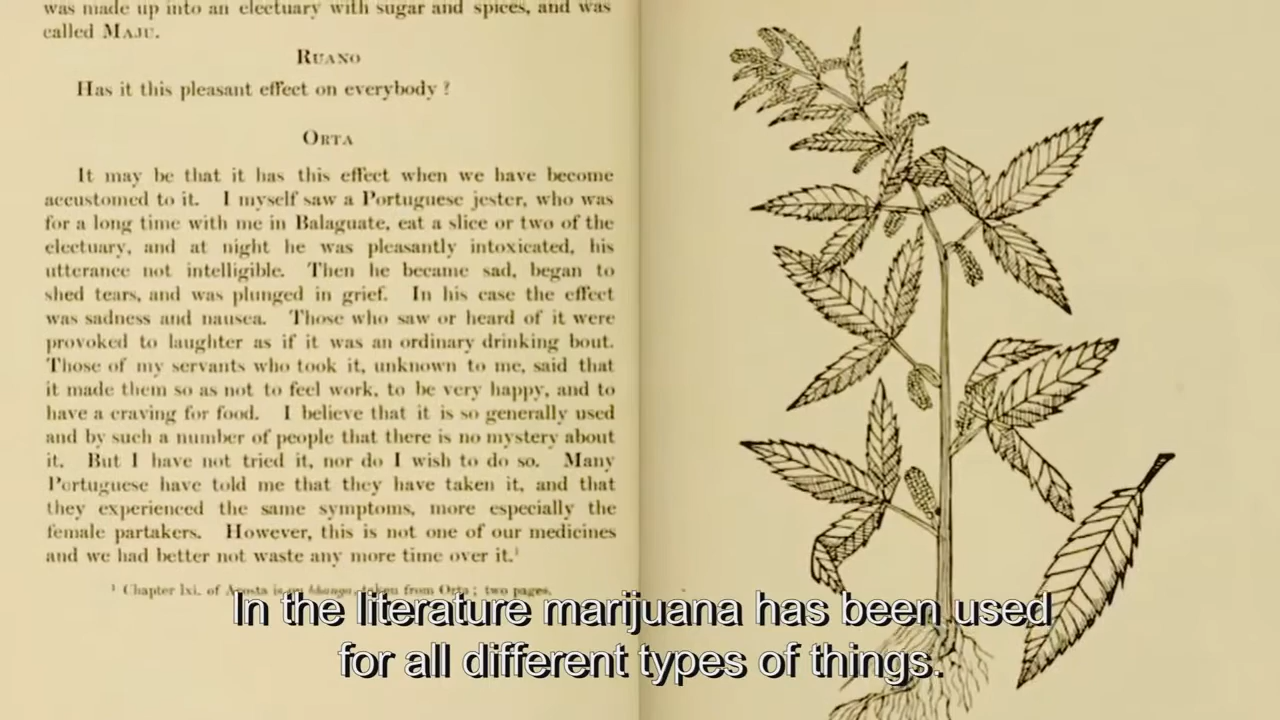 was made up into an electuary with sugar and spices, and was
called MAJU.
RUANO
Has it this pleasant effect on everybody ?
ORTA
It may be that it has this effect when we have become
accustomed to it. I myself saw a Portuguese jester, who was
for a long time with me in Balaguate, eat a slice or two of the
electuary, and at night he was pleasantly intoxicated, his
utterance not intelligible. Then he became sad, began to
shed tears, and was plunged in grief. In his case the effect
was sadness and nausea. Those who saw or heard of it were
provoked to laughter as if it was an ordinary drinking bout.
Those of my servants who took it, unknown to me, said that
it made them so as not to feel work, to be very happy, and to
have a craving for food. I believe that it is so generally used
and by such a number of people that there is no mystery about
it. But I have not tried it, nor do I wish to do so. Many
Portuguese have told me that they have taken it, and that
they experienced the same symptoms, more especially the
female partakers. However, this is not one of our medicines
and we had better not waste any more time over it.¹
¹ Chapter lxi. of Acosta is on bhanga, taken from Orta ; two pages.
In the literature marijuana has been used
for all different types of things.